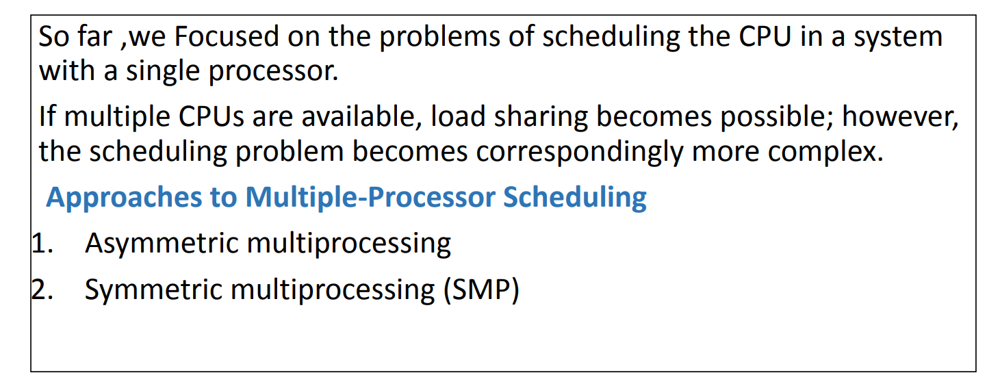 So far ,we Focused on the problems of scheduling the CPU in a system
with a single processor.
If multiple CPUs are available, load sharing becomes possible; however,
the scheduling problem becomes correspondingly more complex.
Approaches to Multiple-Processor Scheduling
1. Asymmetric multiprocessing
2. Symmetric multiprocessing (SMP)